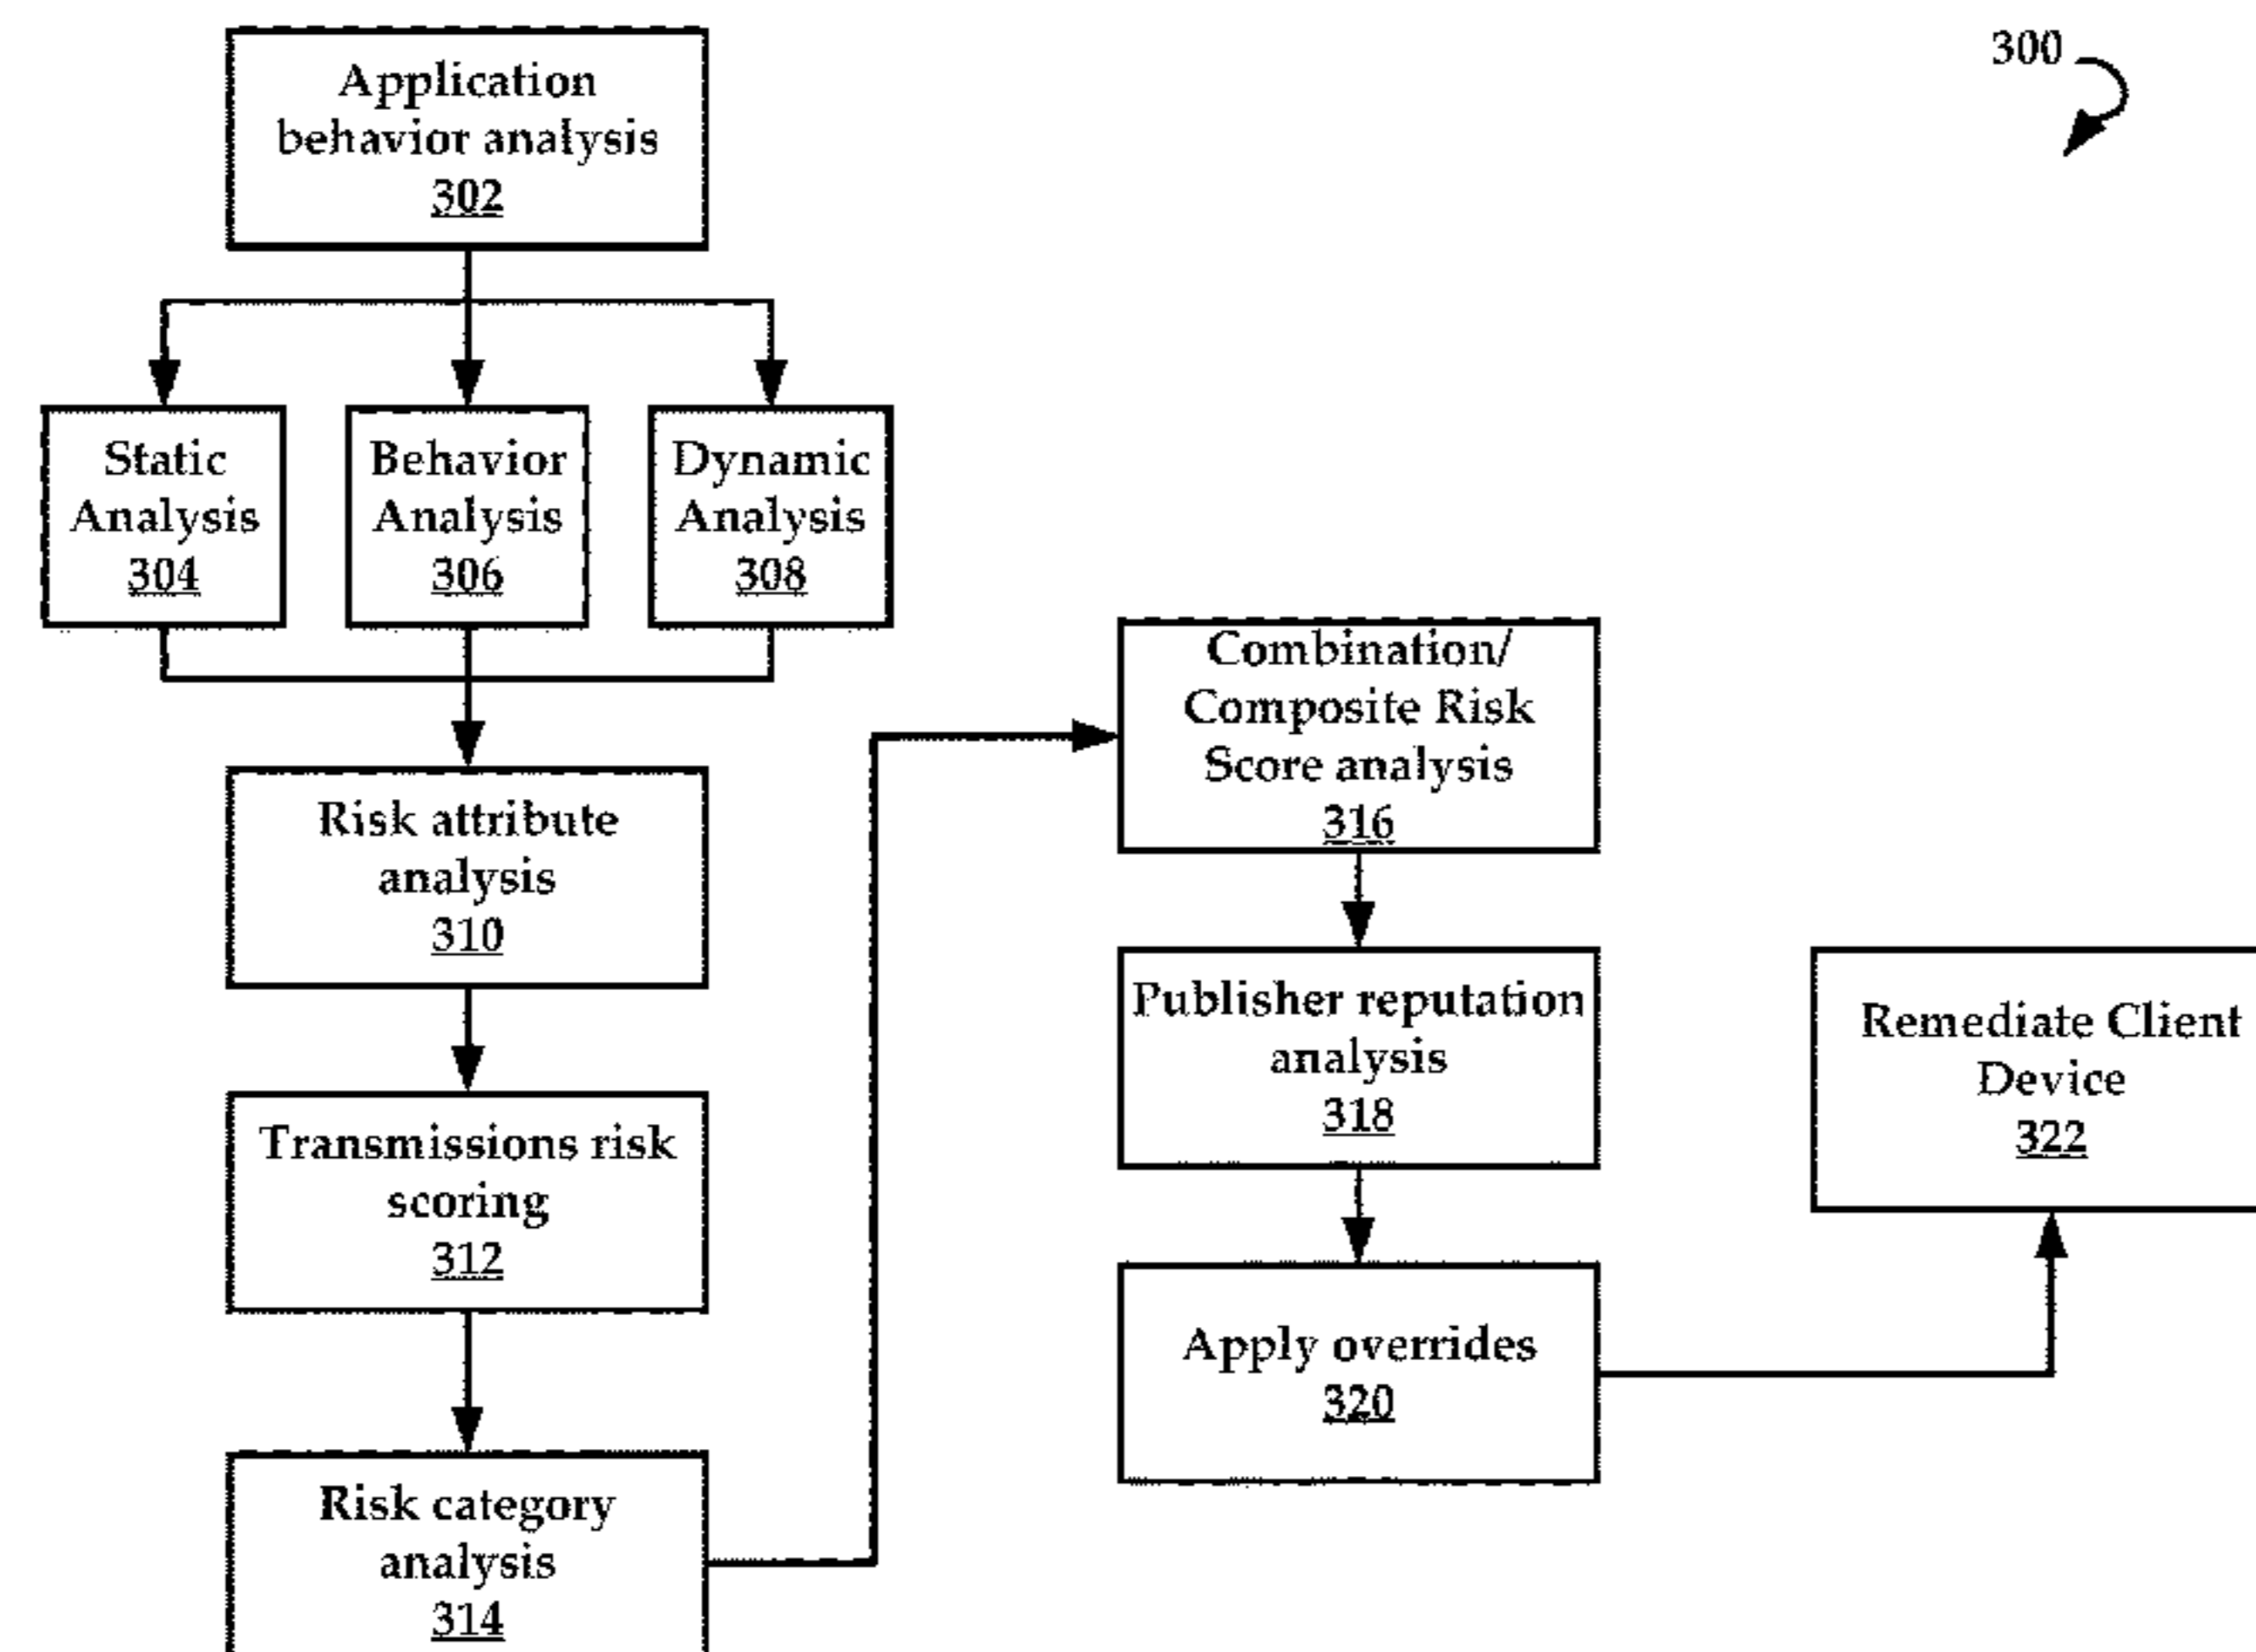 300
Application
behavior analysis
302
Static
Analysis
304
Behavior
Analysis
306
Dynamic
Analysis
308
Risk attribute
analysis
310
Transmissions risk
scoring
312
Risk category
analysis
314
Combination/
Composite Risk
Score analysis
316
Publisher reputation
analysis
318
Apply overrides
320
Remediate Client
Device
322